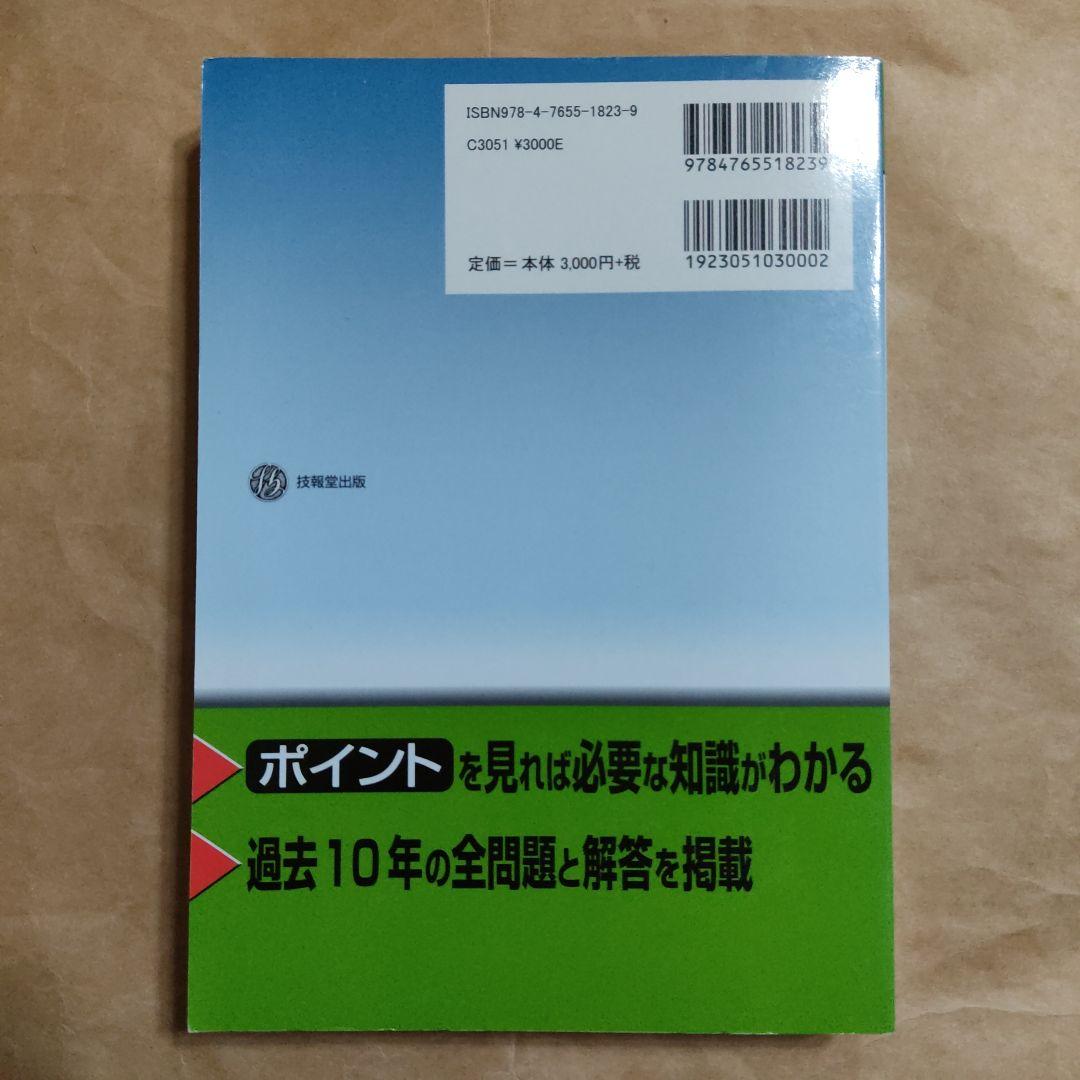 ISBN978-4-7655-1823-9
C3051 ¥3000E
9784765518239
定価＝本体 3,000円+税
1923051030002
技報堂出版
ポイントを見れば必要な知識がわかる
過去10年の全問題と解答を掲載